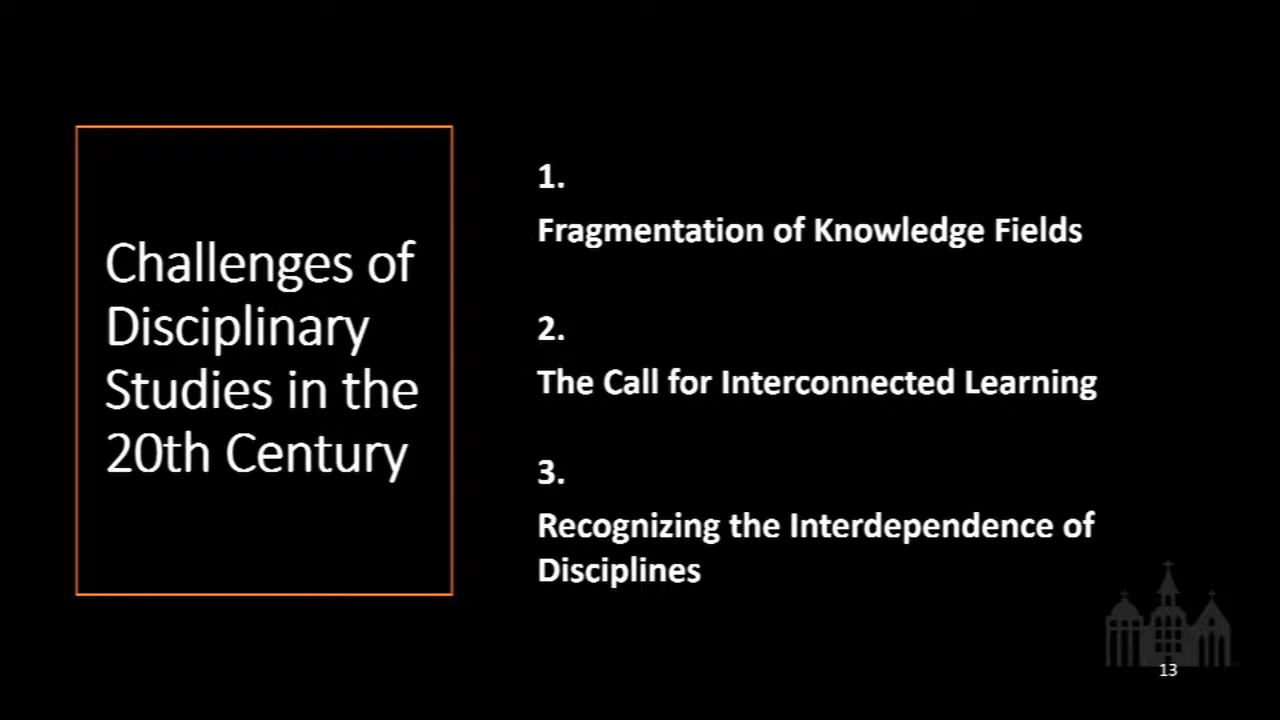 Challenges of
Disciplinary
Studies in the
20th Century
1.
Fragmentation of Knowledge Fields
2.
The Call for Interconnected Learning
3.
Recognizing the Interdependence of
Disciplines
13